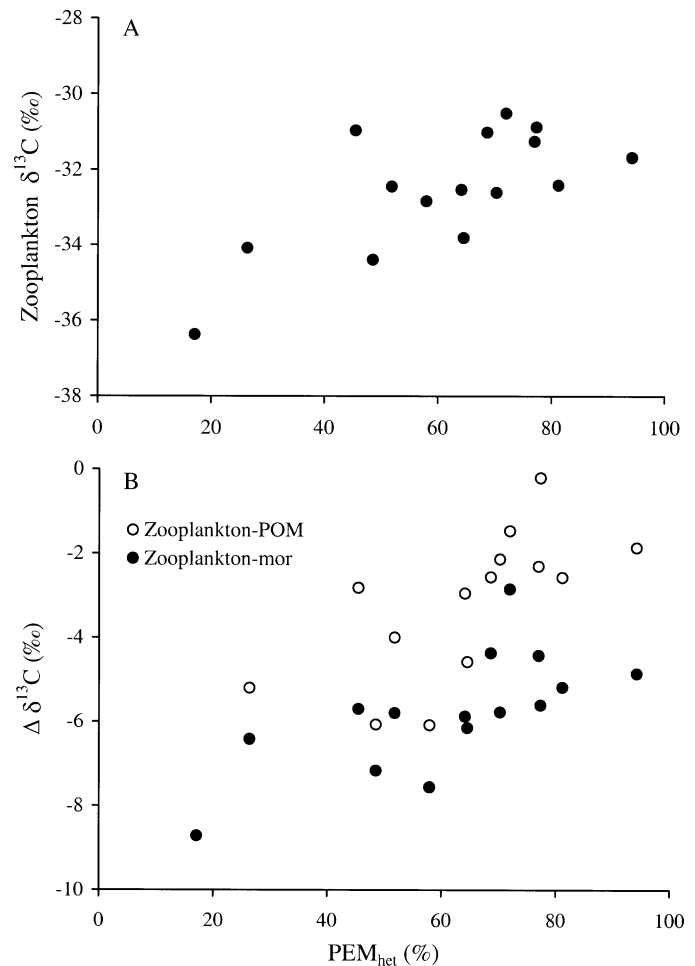 A
-28
-30
-32
-34
-36
-38
Zooplankton δ¹³C (‰)
0 20 40 60 80 100
B
0
-2
-4
-6
-8
-10
Zooplankton-POM
Zooplankton-mor
Δ δ¹³C (‰)
0 20 40 60 80 100
PEMhet (%)